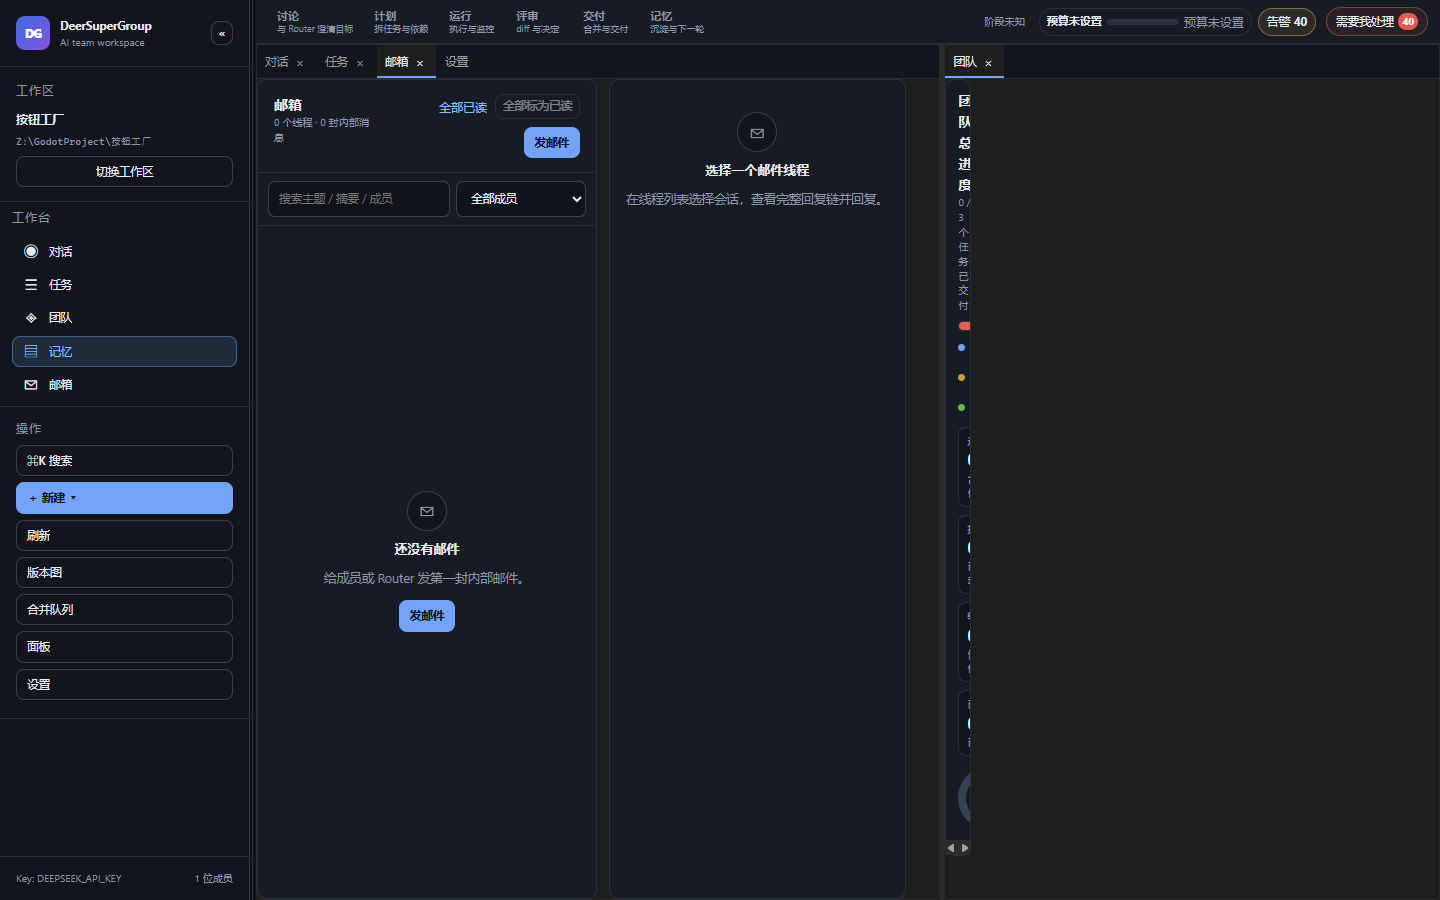 DG
DeerSuperGroup
AI team workspace
«
工作区
按钮工厂
Z:\GodotProject\按钮工厂
切换工作区
工作台
对话
任务
团队
记忆
邮箱
操作
⌘K 搜索
+ 新建 ▾
刷新
版本图
合并队列
面板
设置
Key: DEEPSEEK_API_KEY
1 位成员
讨论
与 Router 澄清目标
计划
拆任务与依赖
运行
执行与监控
评审
diff 与决定
交付
合并与交付
记忆
沉淀与下一轮
阶段未知
预算未设置
预算未设置
告警 40
需要我处理 40
对话 ×
任务 ×
邮箱 ×
设置
邮箱
0 个线程 · 0 封内部消
息
全部已读
全部标为已读
发邮件
搜索主题 / 摘要 / 成员
全部成员
还没有邮件
给成员或 Router 发第一封内部邮件。
发邮件
选择一个邮件线程
在线程列表选择会话，查看完整回复链并回复。
团队 ×
团
队
总
进
度
0 /
3
个
任
务
已
交
付